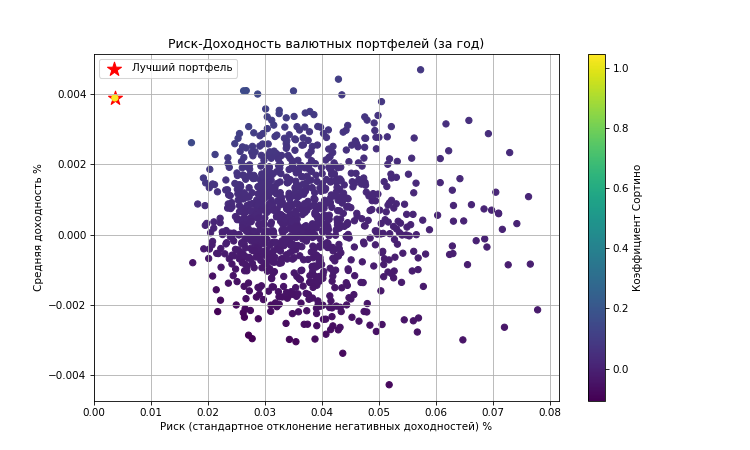 Риск-Доходность валютных портфелей (за год)
Лучший портфель
Средняя доходность %
0.004
0.002
0.000
−0.002
−0.004
0.00 0.01 0.02 0.03 0.04 0.05 0.06 0.07 0.08
Риск (стандартное отклонение негативных доходностей) %
1.0
0.8
0.6
0.4
0.2
0.0
Коэффициент Сортино